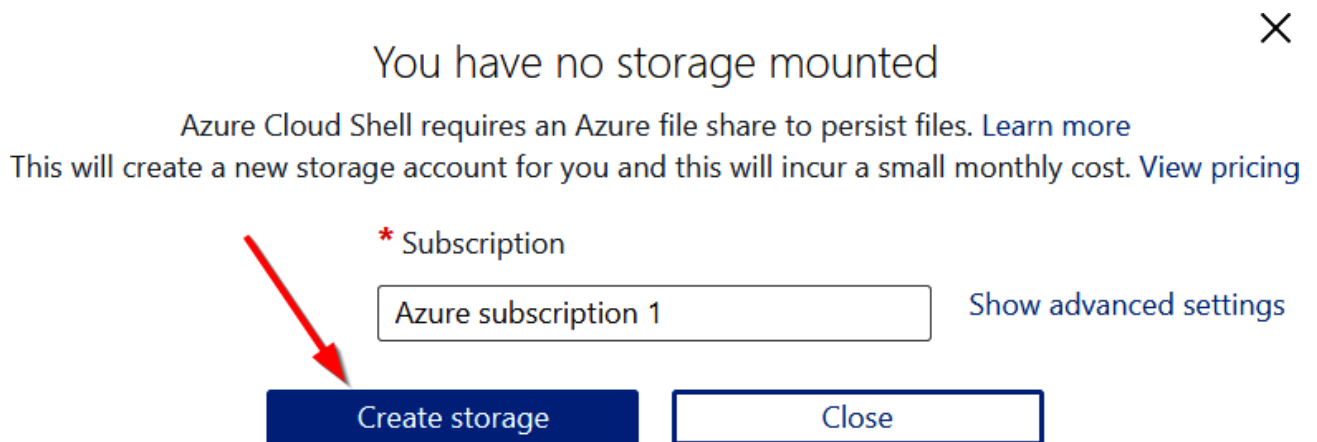 You have no storage mounted
Azure Cloud Shell requires an Azure file share to persist files. Learn more
This will create a new storage account for you and this will incur a small monthly cost. View pricing
* Subscription
Azure subscription 1
Show advanced settings
Create storage
Close